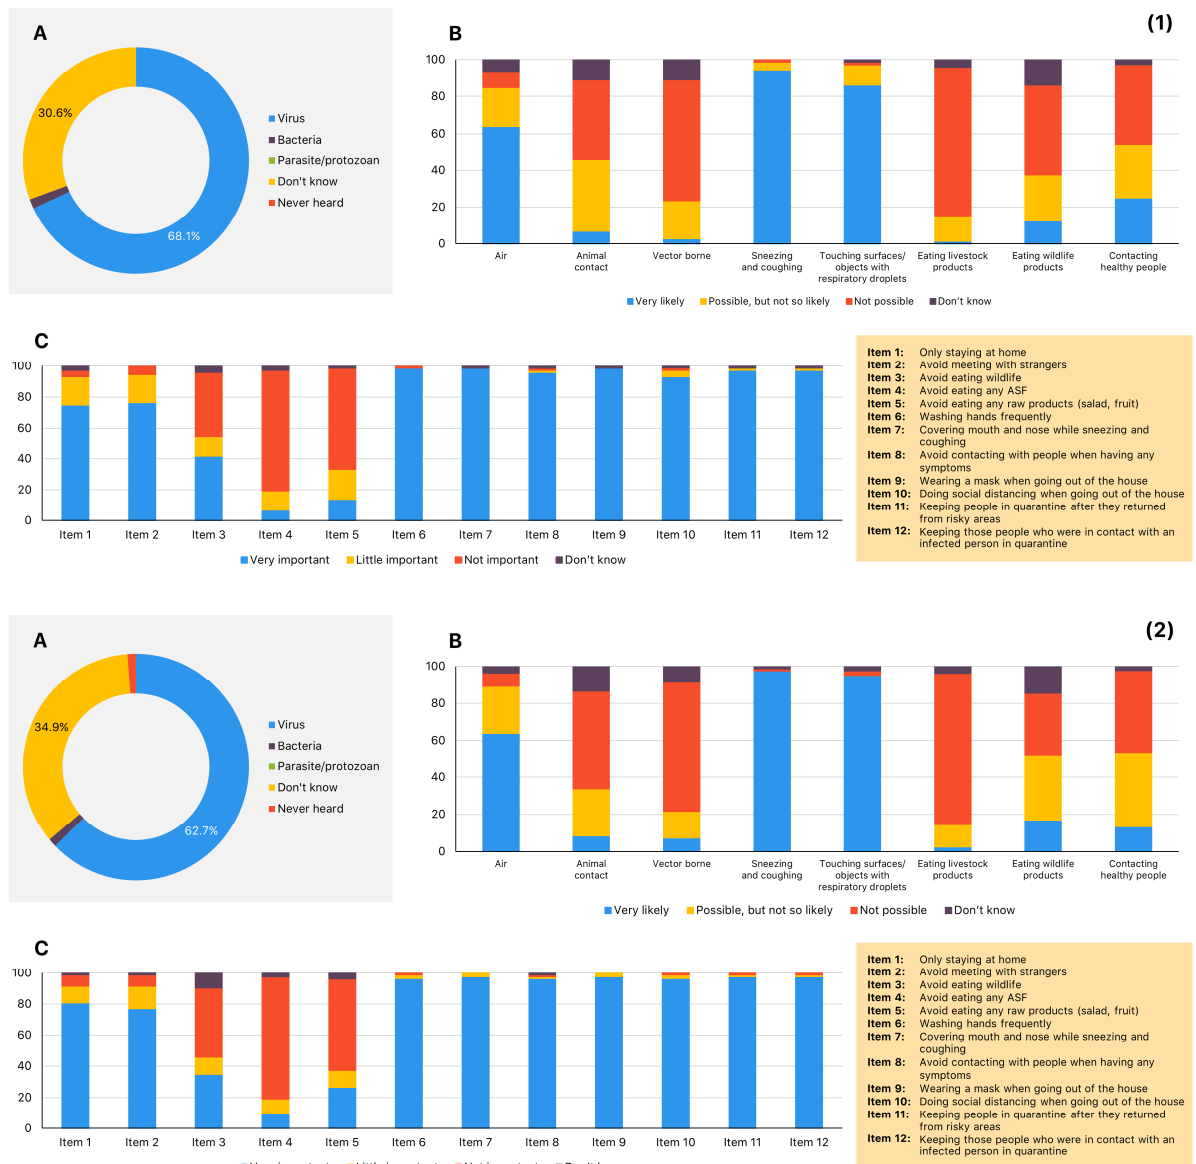 (1)
A
30.6%
68.1%
Virus
Bacteria
Parasite/protozoan
Don't know
Never heard
B
100
80
60
40
20
0
Air
Animal
contact
Vector borne
Sneezing
and coughing
Touching surfaces/
objects with
respiratory droplets
Eating livestock
products
Eating wildlife
products
Contacting
healthy people
Very likely Possible, but not so likely Not possible Don't know
C
100
80
60
40
20
0
Item 1 Item 2 Item 3 Item 4 Item 5 Item 6 Item 7 Item 8 Item 9 Item 10 Item 11 Item 12
Very important Little important Not important Don't know
Item 1: Only staying at home
Item 2: Avoid meeting with strangers
Item 3: Avoid eating wildlife
Item 4: Avoid eating any ASF
Item 5: Avoid eating any raw products (salad, fruit)
Item 6: Washing hands frequently
Item 7: Covering mouth and nose while sneezing and
coughing
Item 8: Avoid contacting with people when having any
symptoms
Item 9: Wearing a mask when going out of the house
Item 10: Doing social distancing when going out of the house
Item 11: Keeping people in quarantine after they returned
from risky areas
Item 12: Keeping those people who were in contact with an
infected person in quarantine
(2)
A
34.9%
62.7%
Virus
Bacteria
Parasite/protozoan
Don't know
Never heard
B
100
80
60
40
20
0
Air
Animal
contact
Vector borne
Sneezing
and coughing
Touching surfaces/
objects with
respiratory droplets
Eating livestock
products
Eating wildlife
products
Contacting
healthy people
Very likely Possible, but not so likely Not possible Don't know
C
100
80
60
40
20
0
Item 1 Item 2 Item 3 Item 4 Item 5 Item 6 Item 7 Item 8 Item 9 Item 10 Item 11 Item 12
Item 1: Only staying at home
Item 2: Avoid meeting with strangers
Item 3: Avoid eating wildlife
Item 4: Avoid eating any ASF
Item 5: Avoid eating any raw products (salad, fruit)
Item 6: Washing hands frequently
Item 7: Covering mouth and nose while sneezing and
coughing
Item 8: Avoid contacting with people when having any
symptoms
Item 9: Wearing a mask when going out of the house
Item 10: Doing social distancing when going out of the house
Item 11: Keeping people in quarantine after they returned
from risky areas
Item 12: Keeping those people who were in contact with an
infected person in quarantine